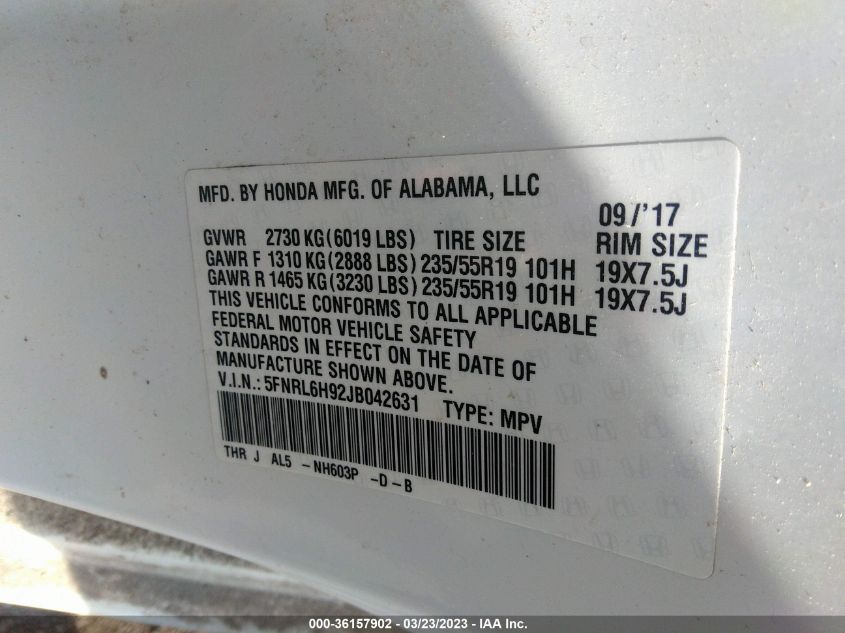 MFD. BY HONDA MFG. OF ALABAMA, LLC
09/'17
GVWR 2730 KG(6019 LBS) TIRE SIZE RIM SIZE
GAWR F 1310 KG(2888 LBS) 235/55R19 101H 19X7.5J
GAWR R 1465 KG(3230 LBS) 235/55R19 101H 19X7.5J
THIS VEHICLE CONFORMS TO ALL APPLICABLE
FEDERAL MOTOR VEHICLE SAFETY
STANDARDS IN EFFECT ON THE DATE OF
MANUFACTURE SHOWN ABOVE.
V.I.N.: 5FNRL6H92JB042631 TYPE: MPV
THR J AL5 -NH603P -D-B
000-36157902 - 03/23/2023 - IAA Inc.